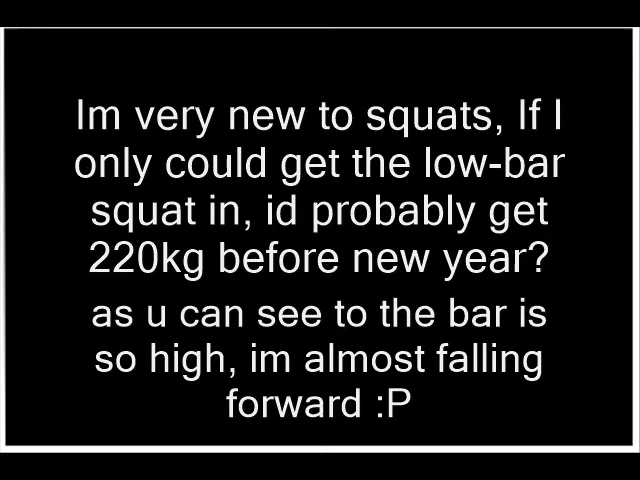 Im very new to squats, If I
only could get the low-bar
squat in, id probably get
220kg before new year?
as u can see to the bar is
so high, im almost falling
forward :P